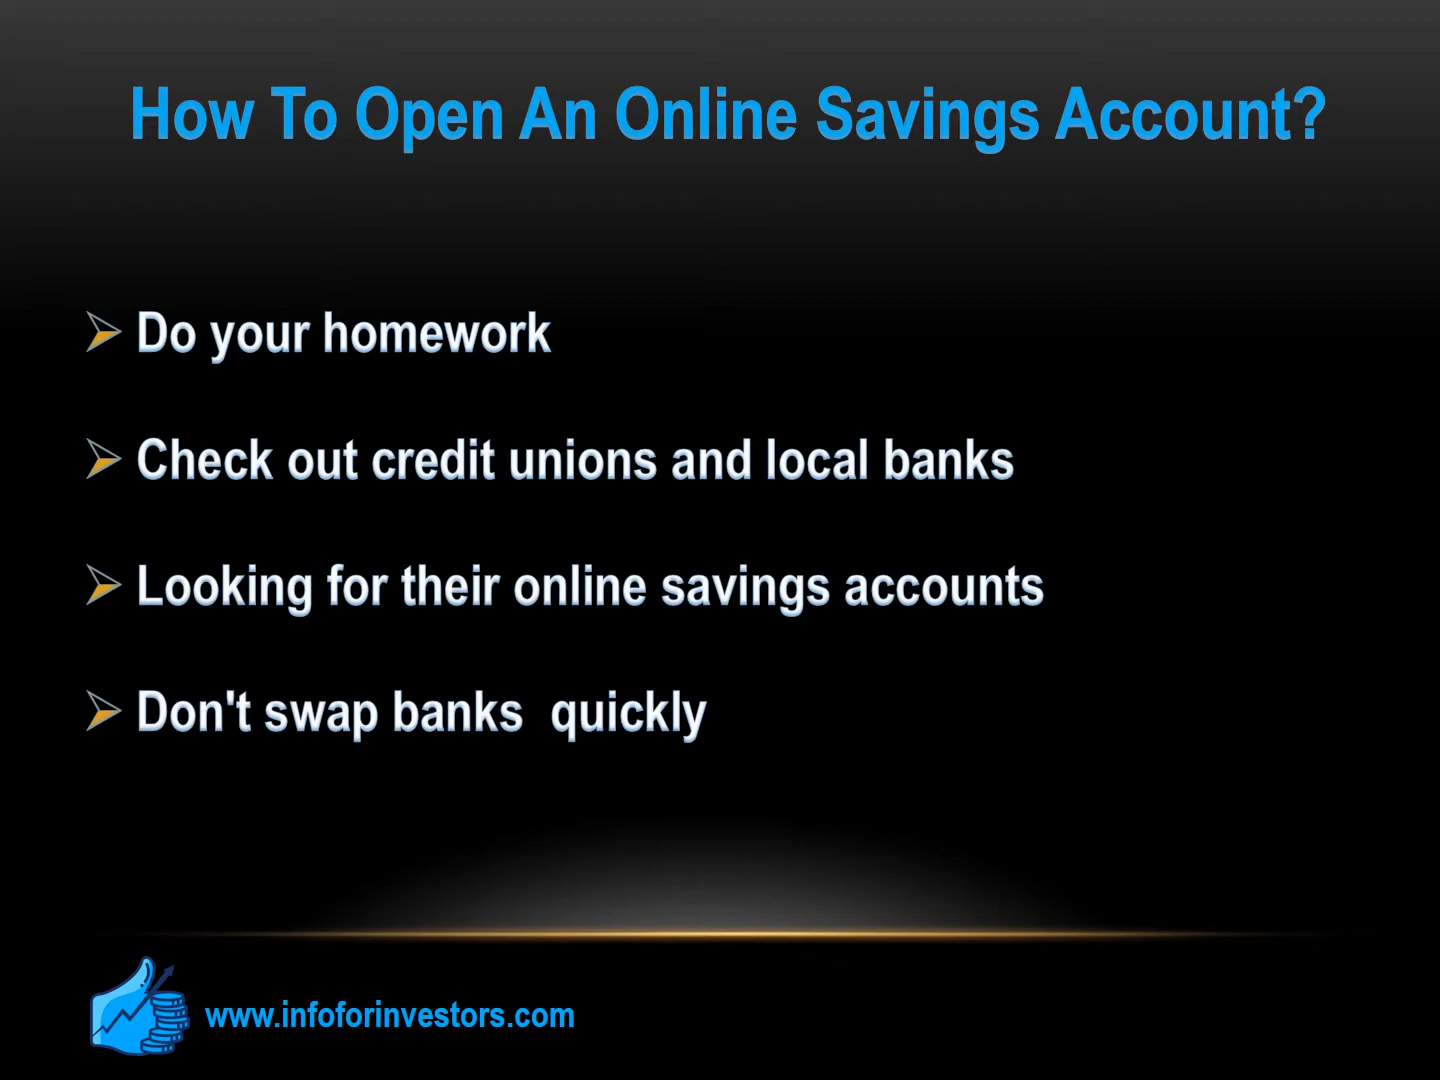 How To Open An Online Savings Account?
Do your homework
Check out credit unions and local banks
Looking for their online savings accounts
Don't swap banks  quickly
www.infoforinvestors.com